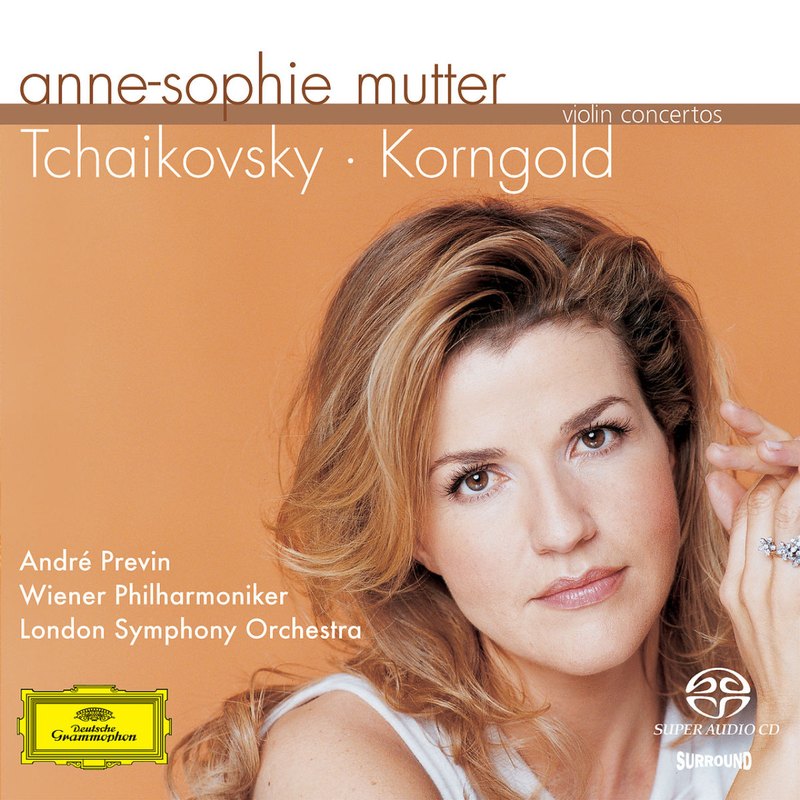 anne-sophie mutter
violin concertos
Tchaikovsky · Korngold
André Previn
Wiener Philharmoniker
London Symphony Orchestra
Deutsche
Grammophon
SUPER AUDIO CD
SURROUND